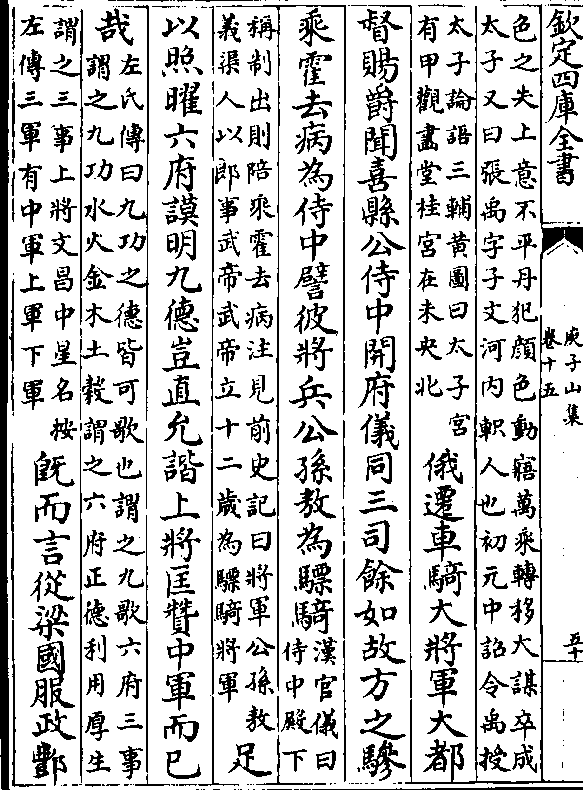 欽定四庫全書
庾子山集
卷十五
五十
色之失上意不平丹犯顔色動寤萬乘轉移大謀卒成
太子又曰張禹字子文河内軹人也初元中詔令禹授
太子論語三輔黄圖曰太子宮
有甲觀畫堂桂宮在未央北
俄遷車騎大將軍大都
督賜爵聞喜縣公侍中開府儀同三司餘如故方之驂
乘霍去病為侍中譬彼將兵公孫敖為驃騎
漢官儀曰
侍中殿下
稱制出則陪乘霍去病注見前史記曰將軍公孫敖
義渠人以郎事武帝武帝立十二歲為驃騎將軍
足
以照曜六府謨明九德豈直允諧上將匡贊中軍而已
哉
左氏傳曰九功之德皆可歌也謂之九歌六府三事
謂之九功水火金木土穀謂之六府正德利用厚生
謂之三事上將文昌中星名按
左傳三軍有中軍上軍下軍
既而言從梁國服政酆